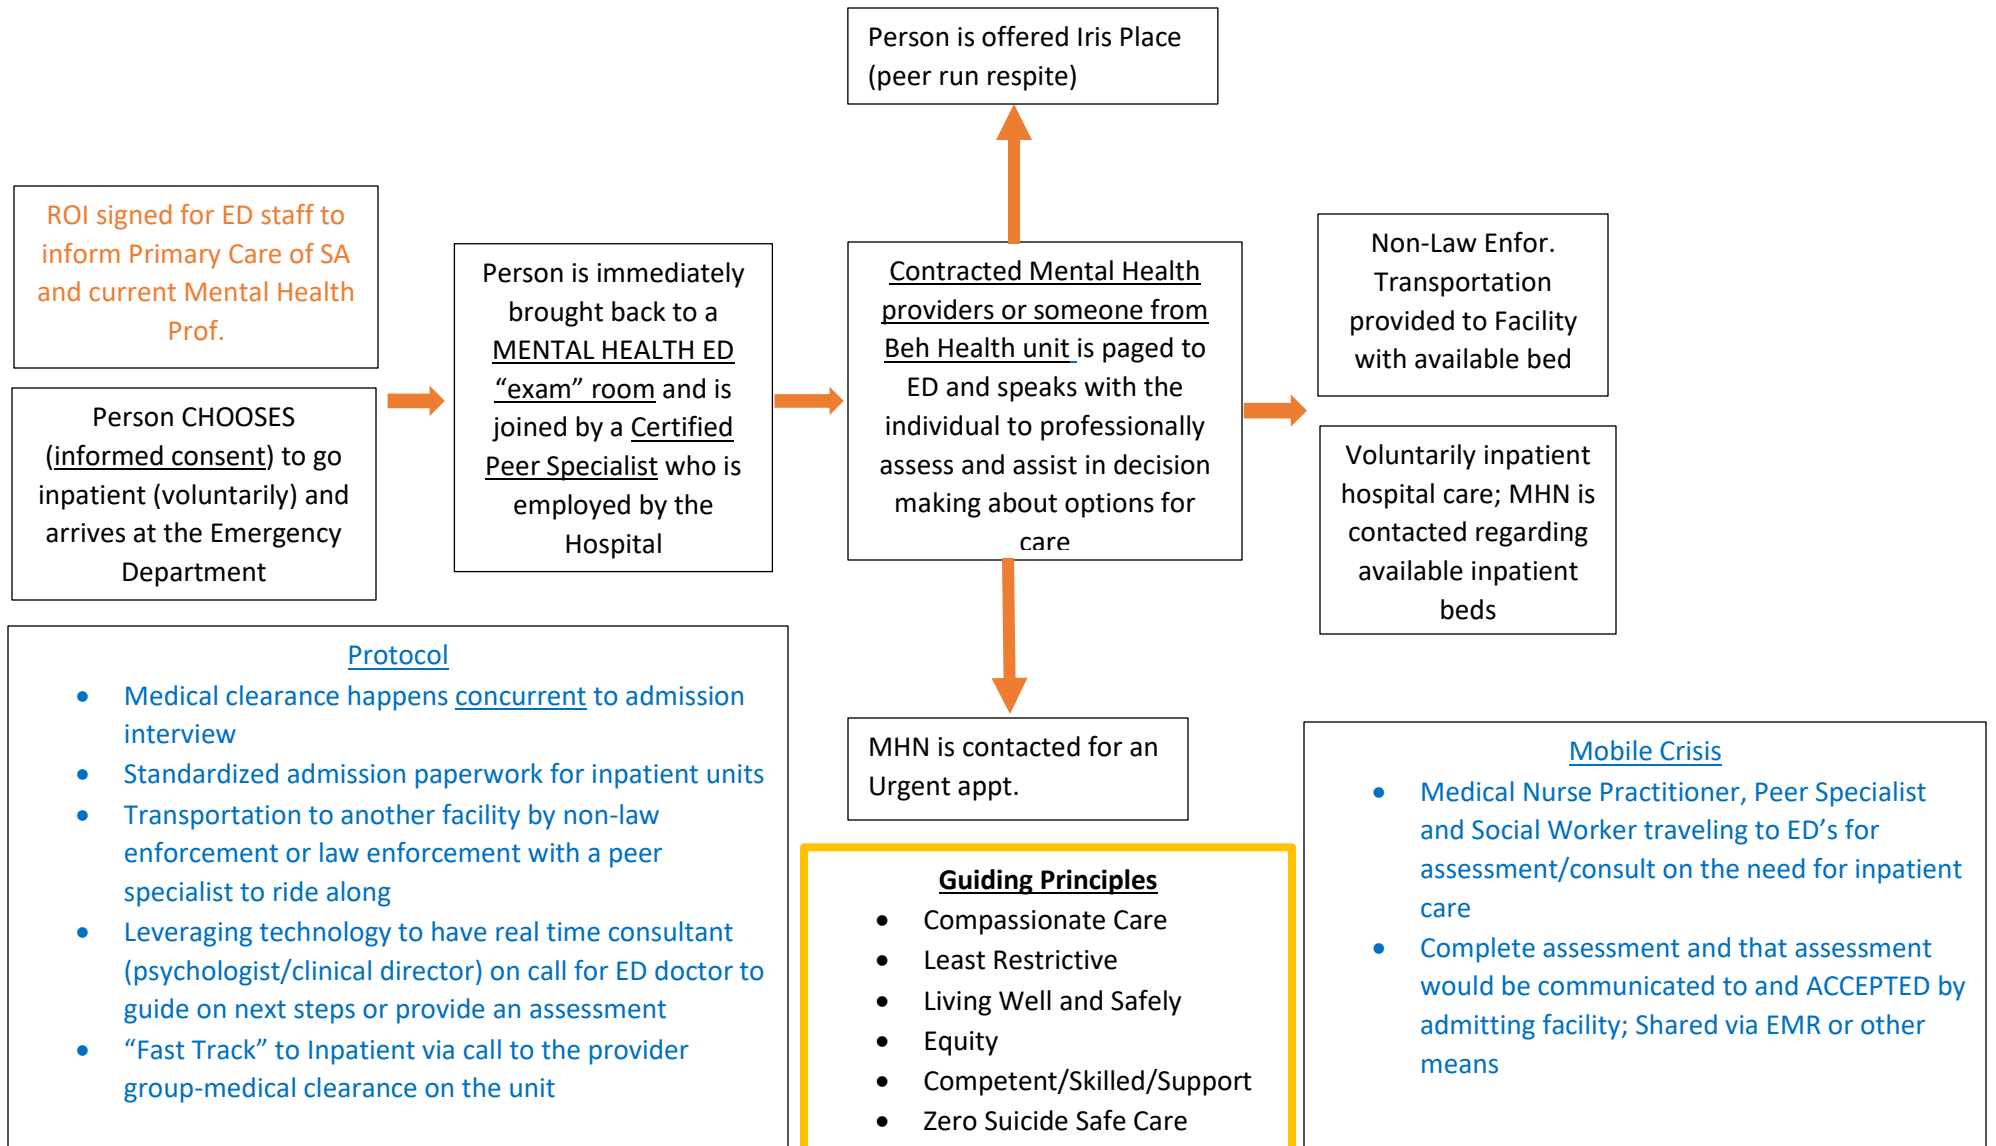 Person is offered Iris Place
(peer run respite)
ROI signed for ED staff to
inform Primary Care of SA
and current Mental Health
Prof.
Person CHOOSES
(informed consent) to go
inpatient (voluntarily) and
arrives at the Emergency
Department
Person is immediately
brought back to a
MENTAL HEALTH ED
“exam” room and is
joined by a Certified
Peer Specialist who is
employed by the
Hospital
Contracted Mental Health
providers or someone from
Beh Health unit is paged to
ED and speaks with the
individual to professionally
assess and assist in decision
making about options for
care
Non-Law Enfor.
Transportation
provided to Facility
with available bed
Voluntarily inpatient
hospital care; MHN is
contacted regarding
available inpatient
beds
MHN is contacted for an
Urgent appt.
Protocol
• Medical clearance happens concurrent to admission
interview
• Standardized admission paperwork for inpatient units
• Transportation to another facility by non-law
enforcement or law enforcement with a peer
specialist to ride along
• Leveraging technology to have real time consultant
(psychologist/clinical director) on call for ED doctor to
guide on next steps or provide an assessment
• “Fast Track” to Inpatient via call to the provider
group-medical clearance on the unit
Guiding Principles
• Compassionate Care
• Least Restrictive
• Living Well and Safely
• Equity
• Competent/Skilled/Support
• Zero Suicide Safe Care
Mobile Crisis
• Medical Nurse Practitioner, Peer Specialist
and Social Worker traveling to ED’s for
assessment/consult on the need for inpatient
care
• Complete assessment and that assessment
would be communicated to and ACCEPTED by
admitting facility; Shared via EMR or other
means